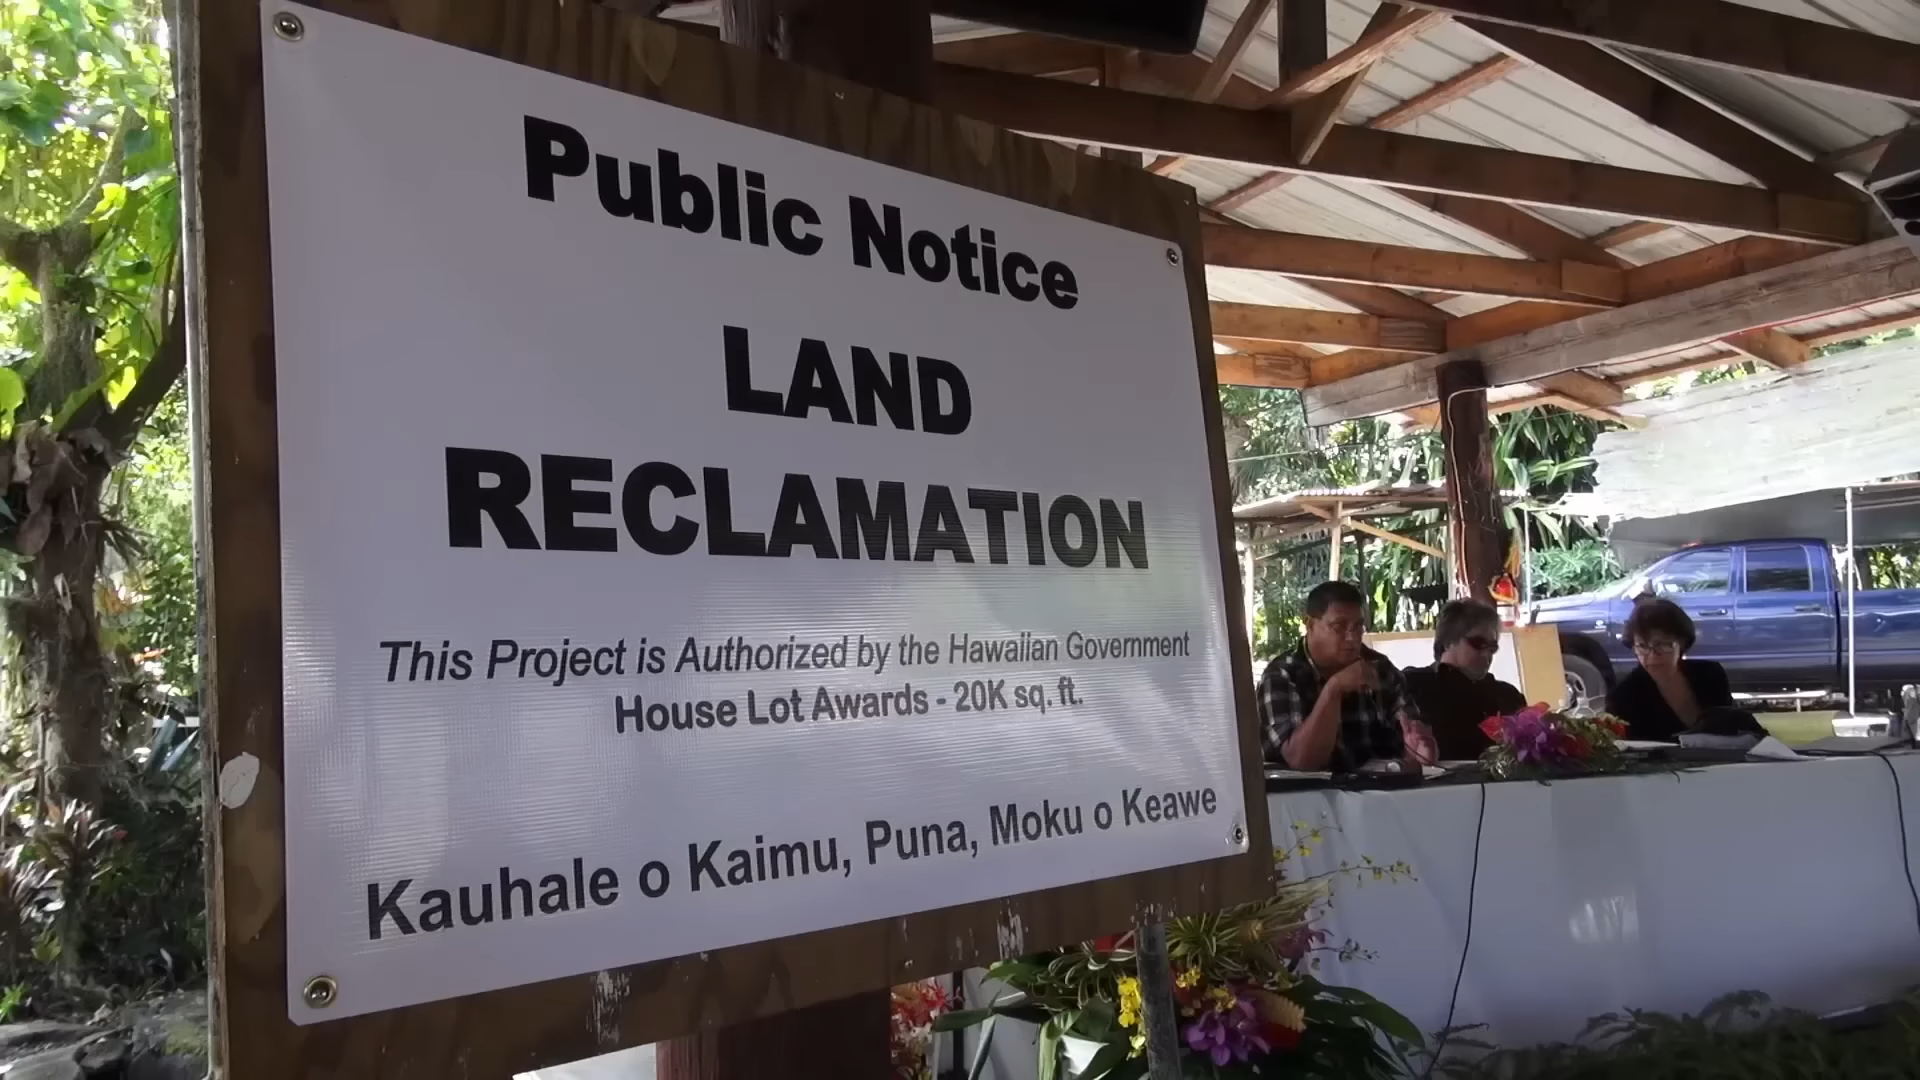 Public Notice
LAND
RECLAMATION
This Project is Authorized by the Hawaiian Government
House Lot Awards - 20K sq. ft.
Kauhale o Kaimu, Puna, Moku o Keawe